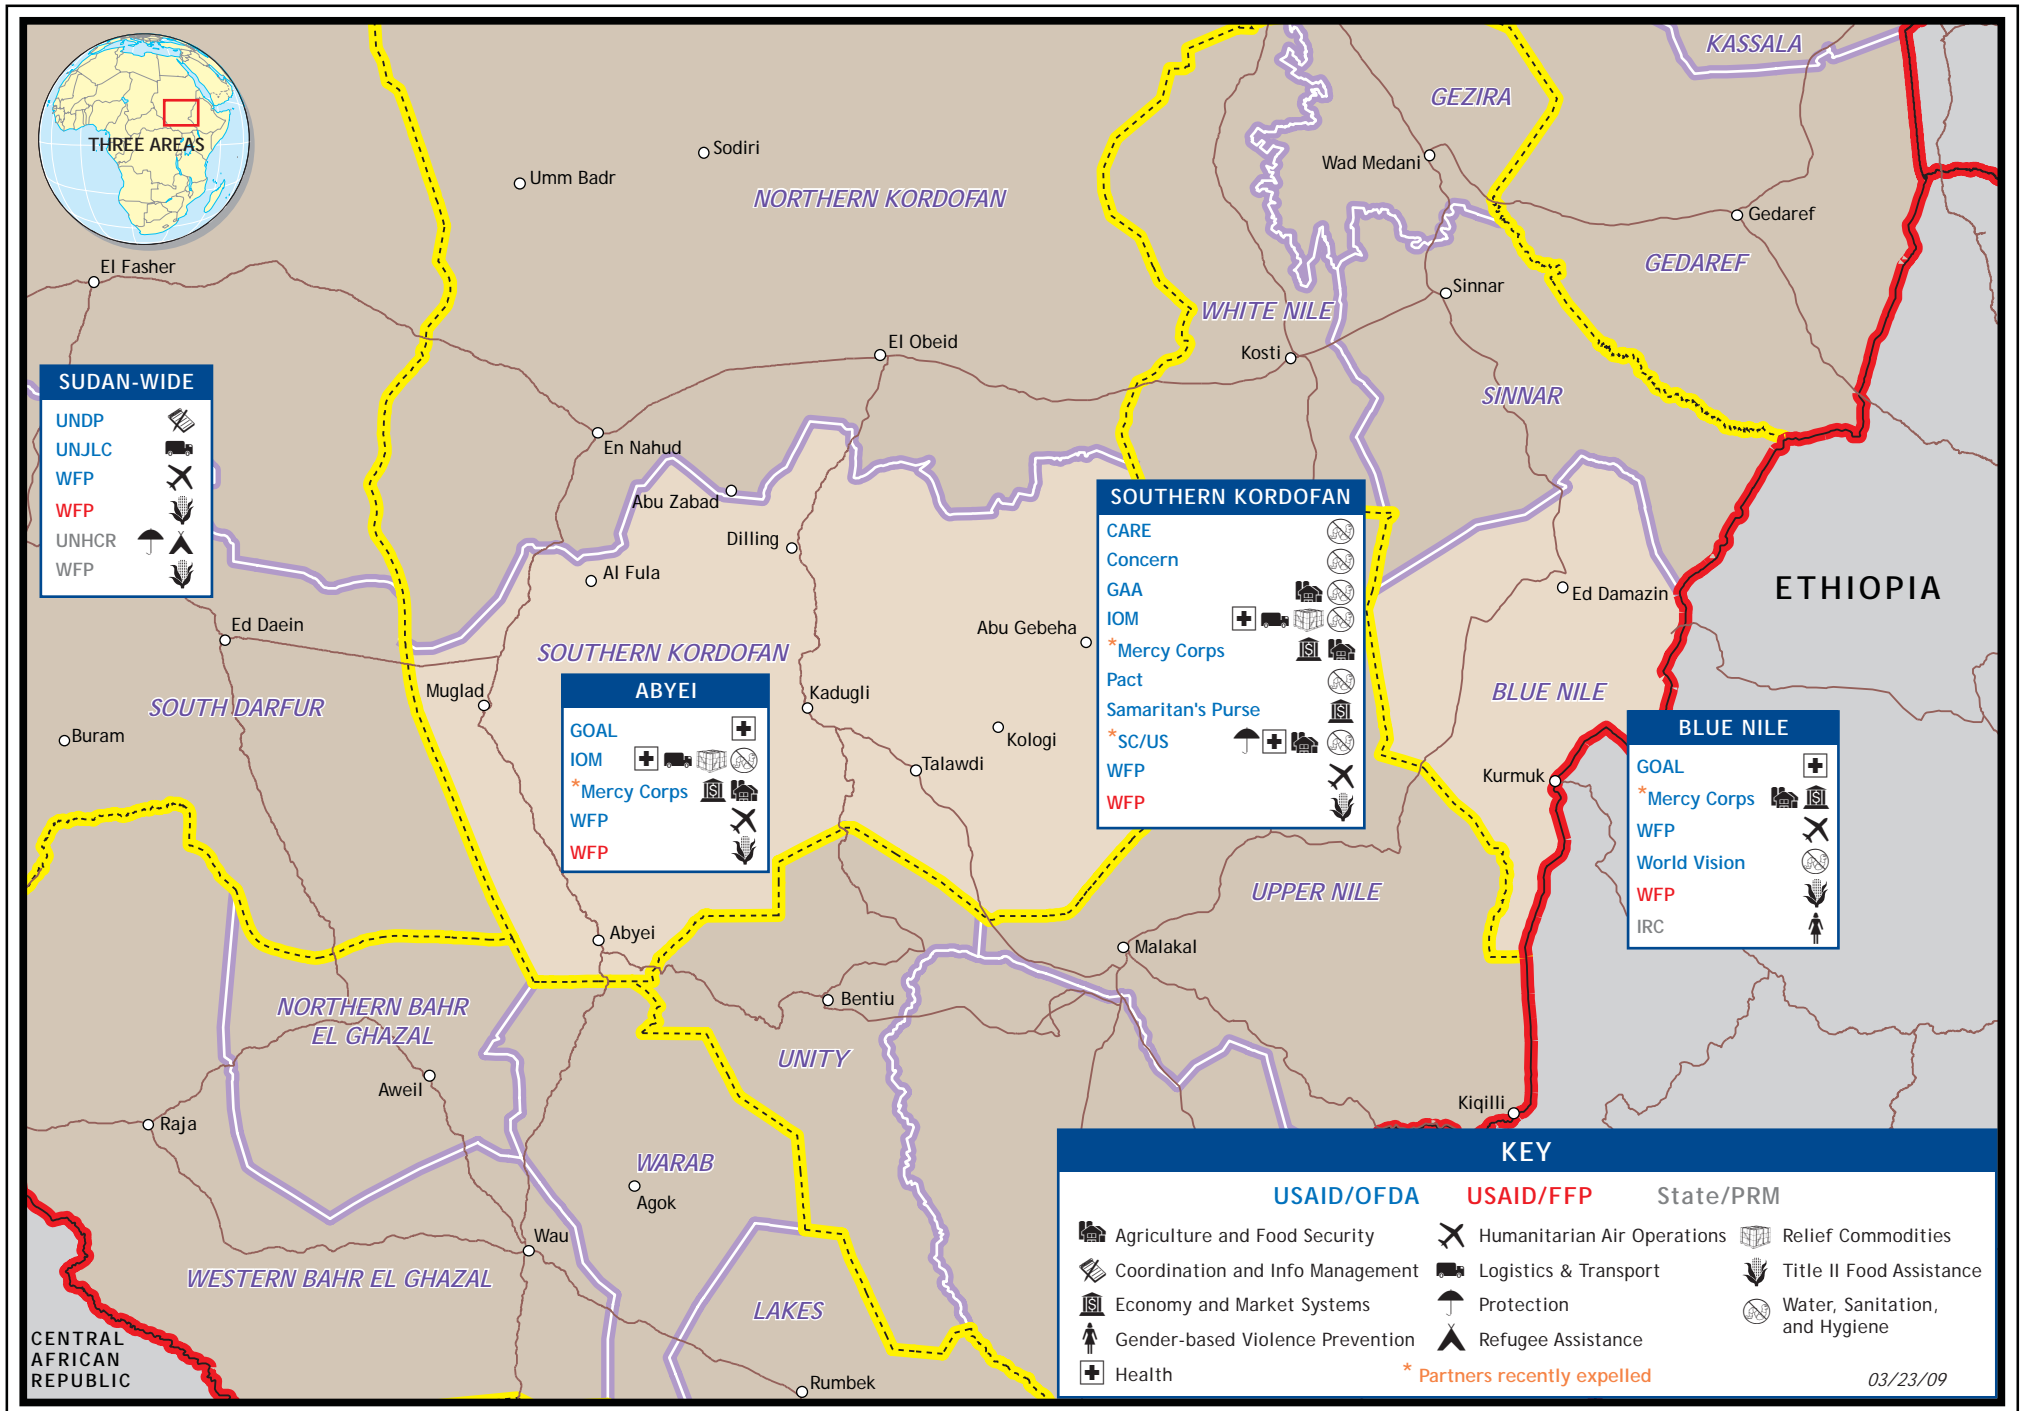 KASSALA
GEZIRA
THREE AREAS
Sodiri
Umm Badr
NORTHERN KORDOFAN
Wad Medani
Gedaref
El Fasher
GEDAREF
Sinnar
WHITE NILE
El Obeid
Kosti
SINNAR
SUDAN-WIDE
UNDP
UNJLC
WFP
WFP
UNHCR
WFP
En Nahud
Abu Zabad
Dilling
Al Fula
SOUTHERN KORDOFAN
CARE
Concern
GAA
IOM
*Mercy Corps
Pact
Samaritan's Purse
*SC/US
WFP
WFP
Ed Damazin
ETHIOPIA
Ed Daein
Abu Gebeha
SOUTHERN KORDOFAN
Muglad
Kadugli
BLUE NILE
SOUTH DARFUR
Buram
ABYEI
GOAL
IOM
*Mercy Corps
WFP
WFP
Kologi
Talawdi
Kurmuk
BLUE NILE
GOAL
*Mercy Corps
WFP
World Vision
WFP
IRC
UPPER NILE
Abyei
Malakal
Bentiu
NORTHERN BAHR
EL GHAZAL
UNITY
Aweil
Kiqilli
Raja
WARAB
Agok
Wau
WESTERN BAHR EL GHAZAL
LAKES
CENTRAL
AFRICAN
REPUBLIC
Rumbek
KEY
USAID/OFDA USAID/FFP State/PRM
Agriculture and Food Security
Coordination and Info Management
Economy and Market Systems
Gender-based Violence Prevention
Health
Humanitarian Air Operations
Logistics & Transport
Protection
Refugee Assistance
Relief Commodities
Title II Food Assistance
Water, Sanitation,
and Hygiene
* Partners recently expelled
03/23/09